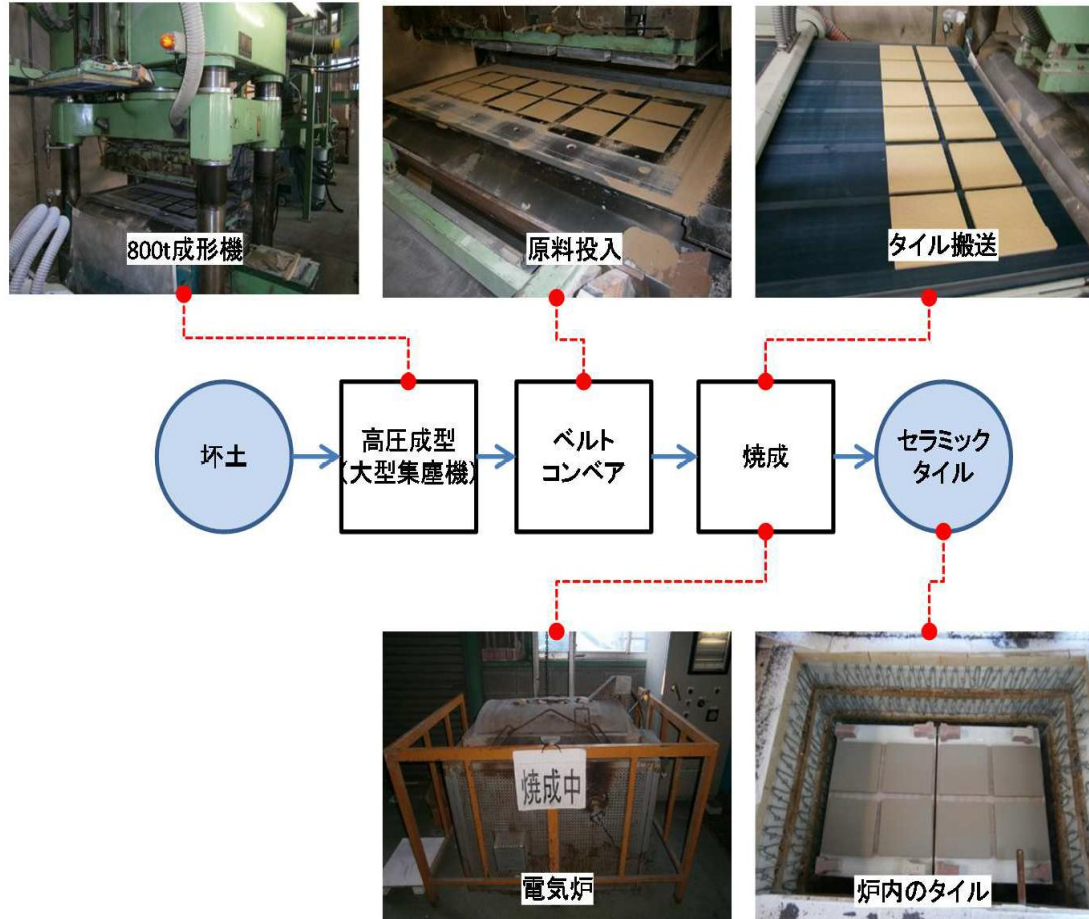 800t成形機
原料投入
タイル搬送
坏土
高圧成型
(大型集塵機)
ベルト
コンベア
焼成
セラミック
タイル
焼成中
電気炉
炉内のタイル